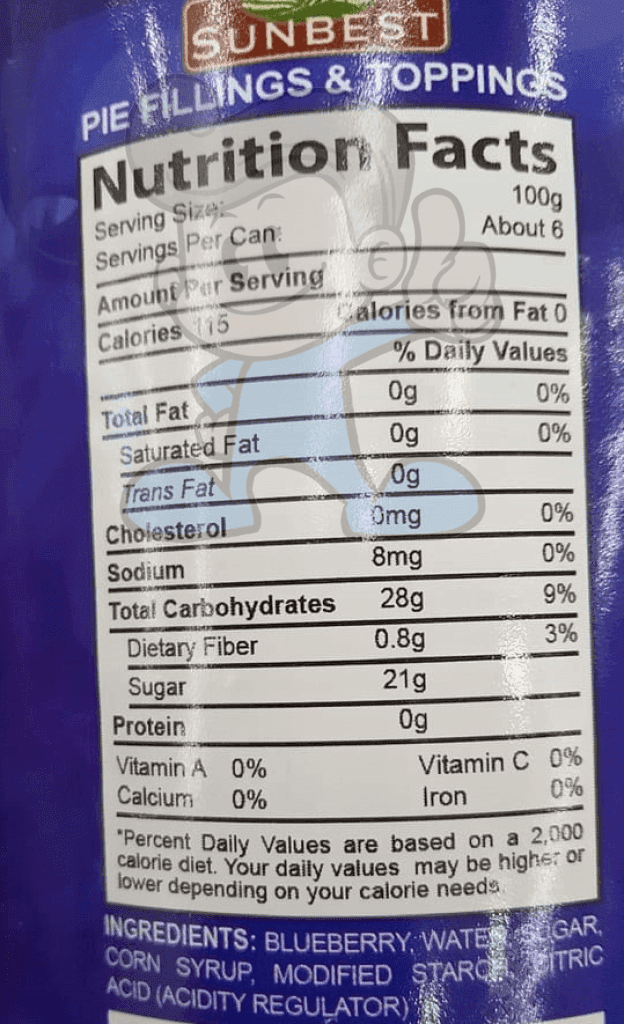 SUNBEST
PIE FILLINGS & TOPPINGS
Nutrition Facts
Serving Size: 100g
Servings Per Can: About 6
Amount Per Serving
Calories 115 Calories from Fat 0
% Daily Values
Total Fat 0g 0%
Saturated Fat 0g 0%
Trans Fat 0g
Cholesterol 0mg 0%
Sodium 8mg 0%
Total Carbohydrates 28g 9%
Dietary Fiber 0.8g 3%
Sugar 21g
Protein 0g
Vitamin A 0% Vitamin C 0%
Calcium 0% Iron 0%
*Percent Daily Values are based on a 2,000
calorie diet. Your daily values may be higher or
lower depending on your calorie needs.
INGREDIENTS: BLUEBERRY, WATER, SUGAR,
CORN SYRUP, MODIFIED STARCH, CITRIC
ACID (ACIDITY REGULATOR)